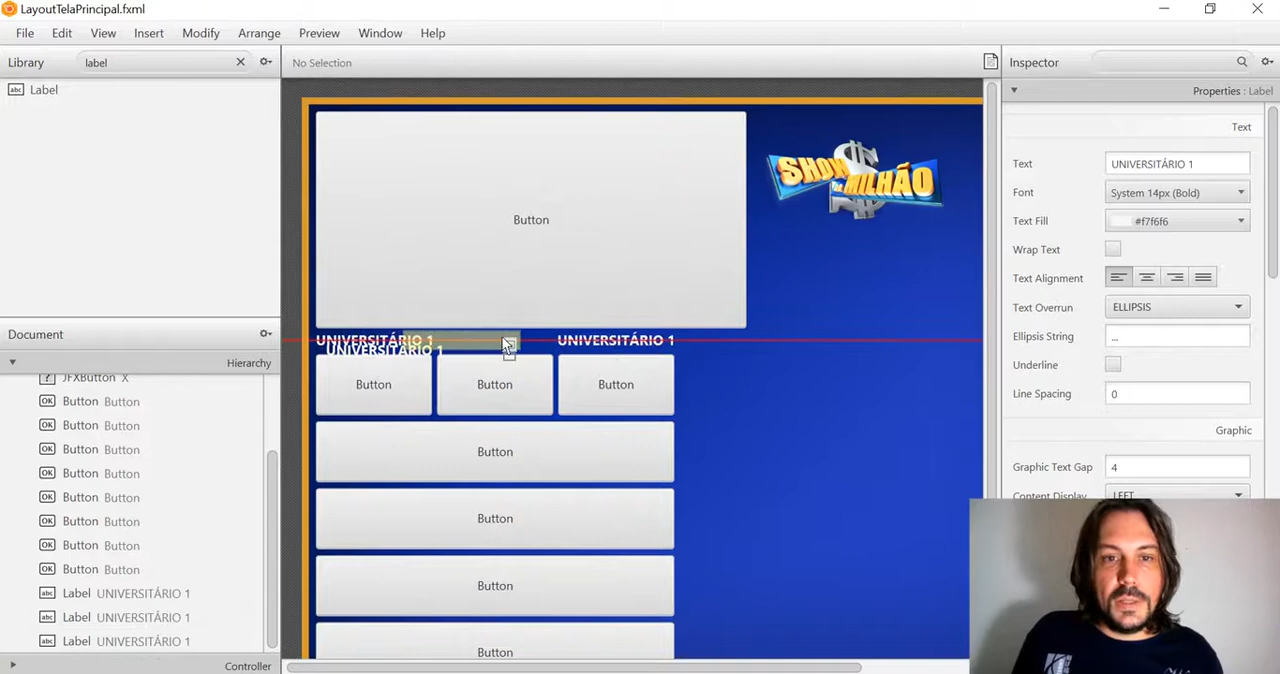 LayoutTelaPrincipal.fxml
File Edit View Insert Modify Arrange Preview Window Help
Library label
Label
Document
Hierarchy
JFXButton X
Button Button
Button Button
Button Button
Button Button
Button Button
Button Button
Button Button
Button Button
Label UNIVERSITÁRIO 1
Label UNIVERSITÁRIO 1
Label UNIVERSITÁRIO 1
Controller
No Selection
Button
SHOW DO MILHÃO
UNIVERSITÁRIO 1 UNIVERSITÁRIO 1
UNIVERSITÁRIO 1
Button Button Button
Button
Button
Button
Button
Inspector
Properties : Label
Text
Text UNIVERSITÁRIO 1
Font System 14px (Bold)
Text Fill #f7f6f6
Wrap Text
Text Alignment
Text Overrun ELLIPSIS
Ellipsis String ...
Underline
Line Spacing 0
Graphic
Graphic Text Gap 4
Content Display LEFT